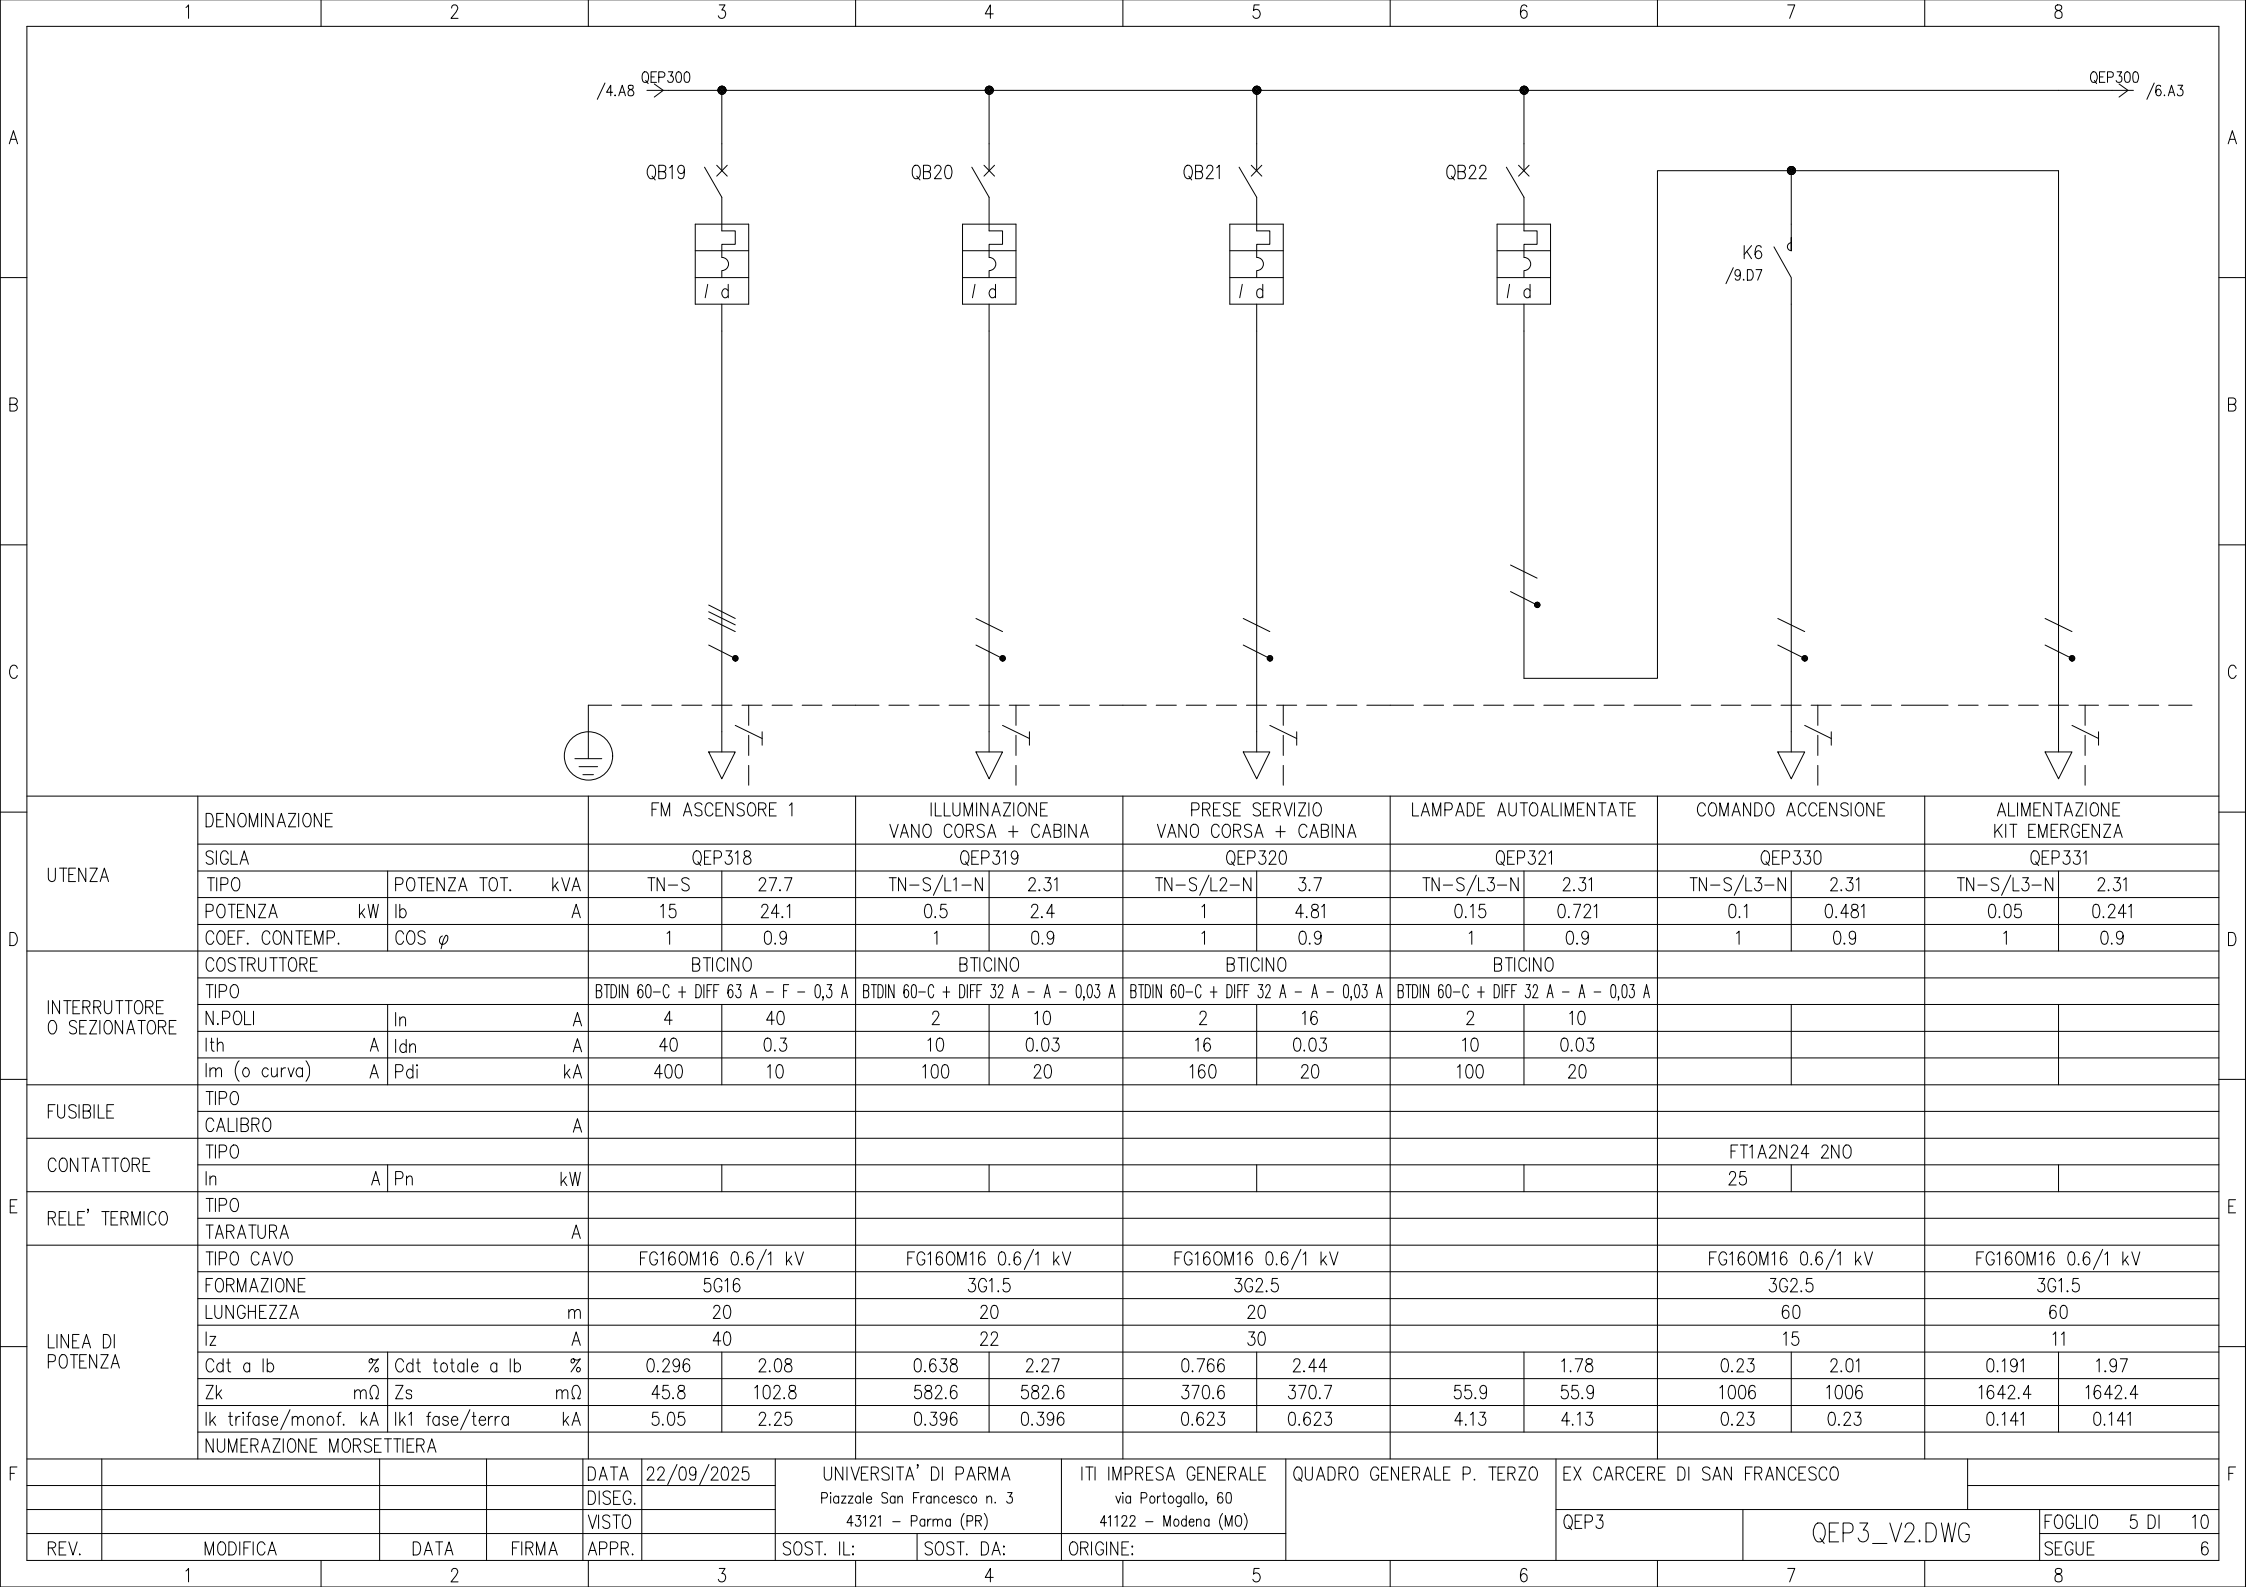 1 2 3 4 5 6 7 8
QEP300 QEP300
/4.A8 /6.A3
A A
QB19 QB20 QB21 QB22
K6
/9.D7
I d I d I d I d
B B
C C
UTENZA
DENOMINAZIONE FM ASCENSORE 1 ILLUMINAZIONE PRESE SERVIZIO LAMPADE AUTOALIMENTATE COMANDO ACCENSIONE ALIMENTAZIONE
VANO CORSA + CABINA VANO CORSA + CABINA KIT EMERGENZA
SIGLA QEP318 QEP319 QEP320 QEP321 QEP330 QEP331
TIPO POTENZA TOT. kVA TN-S 27.7 TN-S/L1-N 2.31 TN-S/L2-N 3.7 TN-S/L3-N 2.31 TN-S/L3-N 2.31 TN-S/L3-N 2.31
POTENZA kW Ib A 15 24.1 0.5 2.4 1 4.81 0.15 0.721 0.1 0.481 0.05 0.241
D COEF. CONTEMP. COS φ 1 0.9 1 0.9 1 0.9 1 0.9 1 0.9 1 0.9 D
INTERRUTTORE
O SEZIONATORE
COSTRUTTORE BTICINO BTICINO BTICINO BTICINO
TIPO BTDIN 60-C + DIFF 63 A - F - 0,3 A BTDIN 60-C + DIFF 32 A - A - 0,03 A BTDIN 60-C + DIFF 32 A - A - 0,03 A BTDIN 60-C + DIFF 32 A - A - 0,03 A
N.POLI In A 4 40 2 10 2 16 2 10
Ith A Idn A 40 0.3 10 0.03 16 0.03 10 0.03
Im (o curva) A Pdi kA 400 10 100 20 160 20 100 20
FUSIBILE
TIPO
CALIBRO A
CONTATTORE
TIPO FT1A2N24 2NO
In A Pn kW 25
E E
RELE' TERMICO
TIPO
TARATURA A
LINEA DI
POTENZA
TIPO CAVO FG16OM16 0.6/1 kV FG16OM16 0.6/1 kV FG16OM16 0.6/1 kV FG16OM16 0.6/1 kV FG16OM16 0.6/1 kV
FORMAZIONE 5G16 3G1.5 3G2.5 3G2.5 3G1.5
LUNGHEZZA m 20 20 20 60 60
Iz A 40 22 30 15 11
Cdt a Ib % Cdt totale a Ib % 0.296 2.08 0.638 2.27 0.766 2.44 1.78 0.23 2.01 0.191 1.97
Zk mΩ Zs mΩ 45.8 102.8 582.6 582.6 370.6 370.7 55.9 55.9 1006 1006 1642.4 1642.4
Ik trifase/monof. kA Ik1 fase/terra kA 5.05 2.25 0.396 0.396 0.623 0.623 4.13 4.13 0.23 0.23 0.141 0.141
NUMERAZIONE MORSETTIERA
F F
DATA 22/09/2025
DISEG.
VISTO
REV. MODIFICA DATA FIRMA APPR.
UNIVERSITA' DI PARMA
Piazzale San Francesco n. 3
43121 - Parma (PR)
SOST. IL: SOST. DA:
ITI IMPRESA GENERALE
via Portogallo, 60
41122 - Modena (MO)
ORIGINE:
QUADRO GENERALE P. TERZO
EX CARCERE DI SAN FRANCESCO
QEP3
QEP3_V2.DWG
FOGLIO 5 DI 10
SEGUE 6
1 2 3 4 5 6 7 8